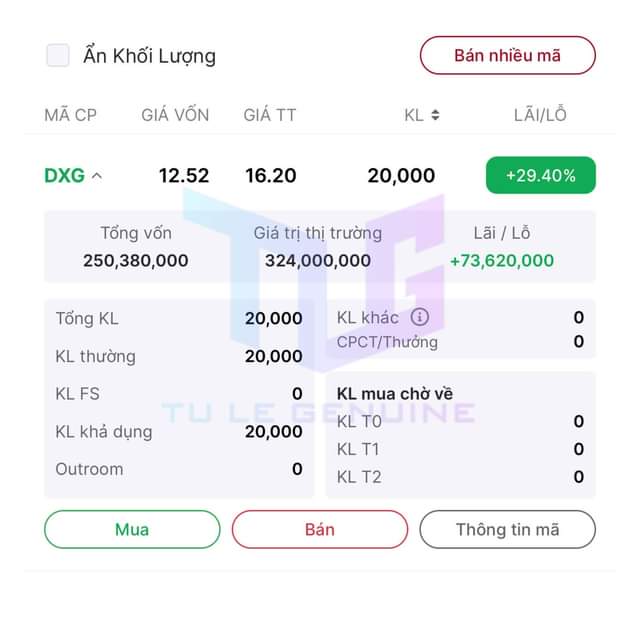 Ẩn Khối Lượng
Bán nhiều mã
MÃ CP GIÁ VỐN GIÁ TT KL LÃI/LỖ
DXG 12.52 16.20 20,000 +29.40%
Tổng vốn Giá trị thị trường Lãi / Lỗ
250,380,000 324,000,000 +73,620,000
Tổng KL 20,000
KL thường 20,000
KL FS 0
KL khả dụng 20,000
Outroom 0
KL khác 0
CPCT/Thưởng 0
KL mua chờ về
KL T0 0
KL T1 0
KL T2 0
TLG
TU LE GENUINE
Mua Bán Thông tin mã